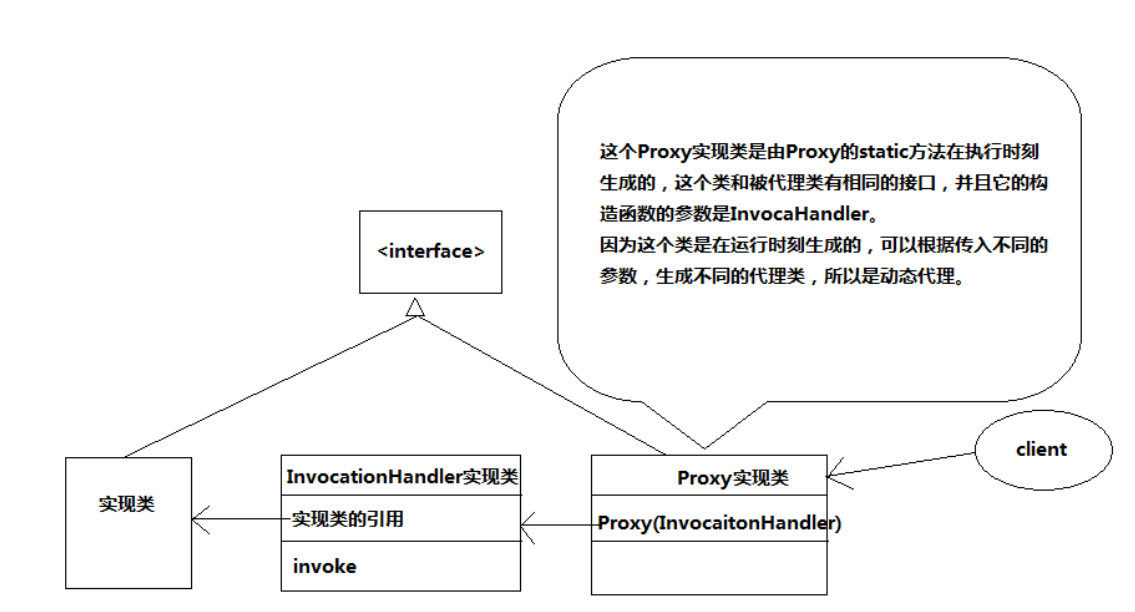 这个Proxy实现类是由Proxy的static方法在执行时刻
生成的，这个类和被代理类有相同的接口，并且它的构
造函数的参数是InvocaHandler。
因为这个类是在运行时刻生成的，可以根据传入不同的
参数，生成不同的代理类，所以是动态代理。
<interface>
client
实现类
InvocationHandler实现类
实现类的引用
invoke
Proxy实现类
Proxy(InvocaitonHandler)